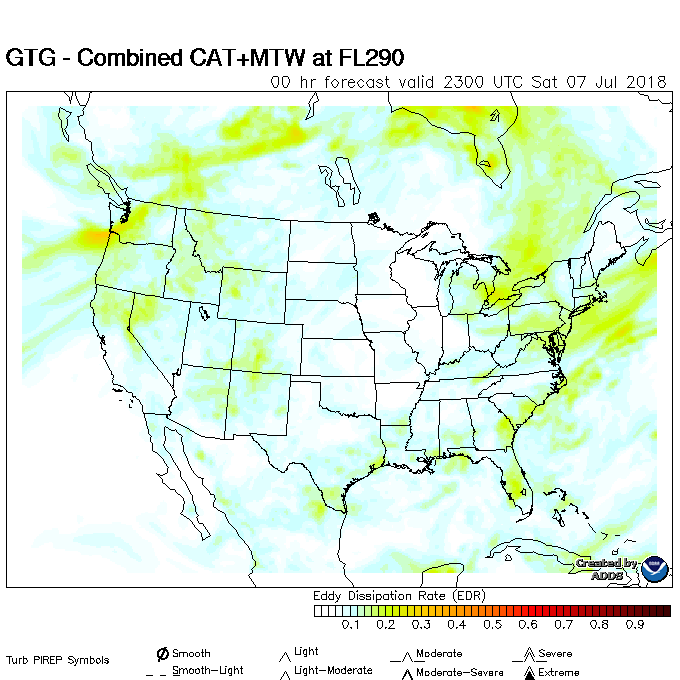 GTG - Combined CAT+MTW at FL290
00 hr forecast valid 2300 UTC Sat 07 Jul 2018
Created by
ADDS
NOAA
Eddy Dissipation Rate (EDR)
0.1 0.2 0.3 0.4 0.5 0.6 0.7 0.8 0.9
Turb PIREP Symbols
Smooth Light Moderate Severe
Smooth-Light Light-Moderate Moderate-Severe Extreme